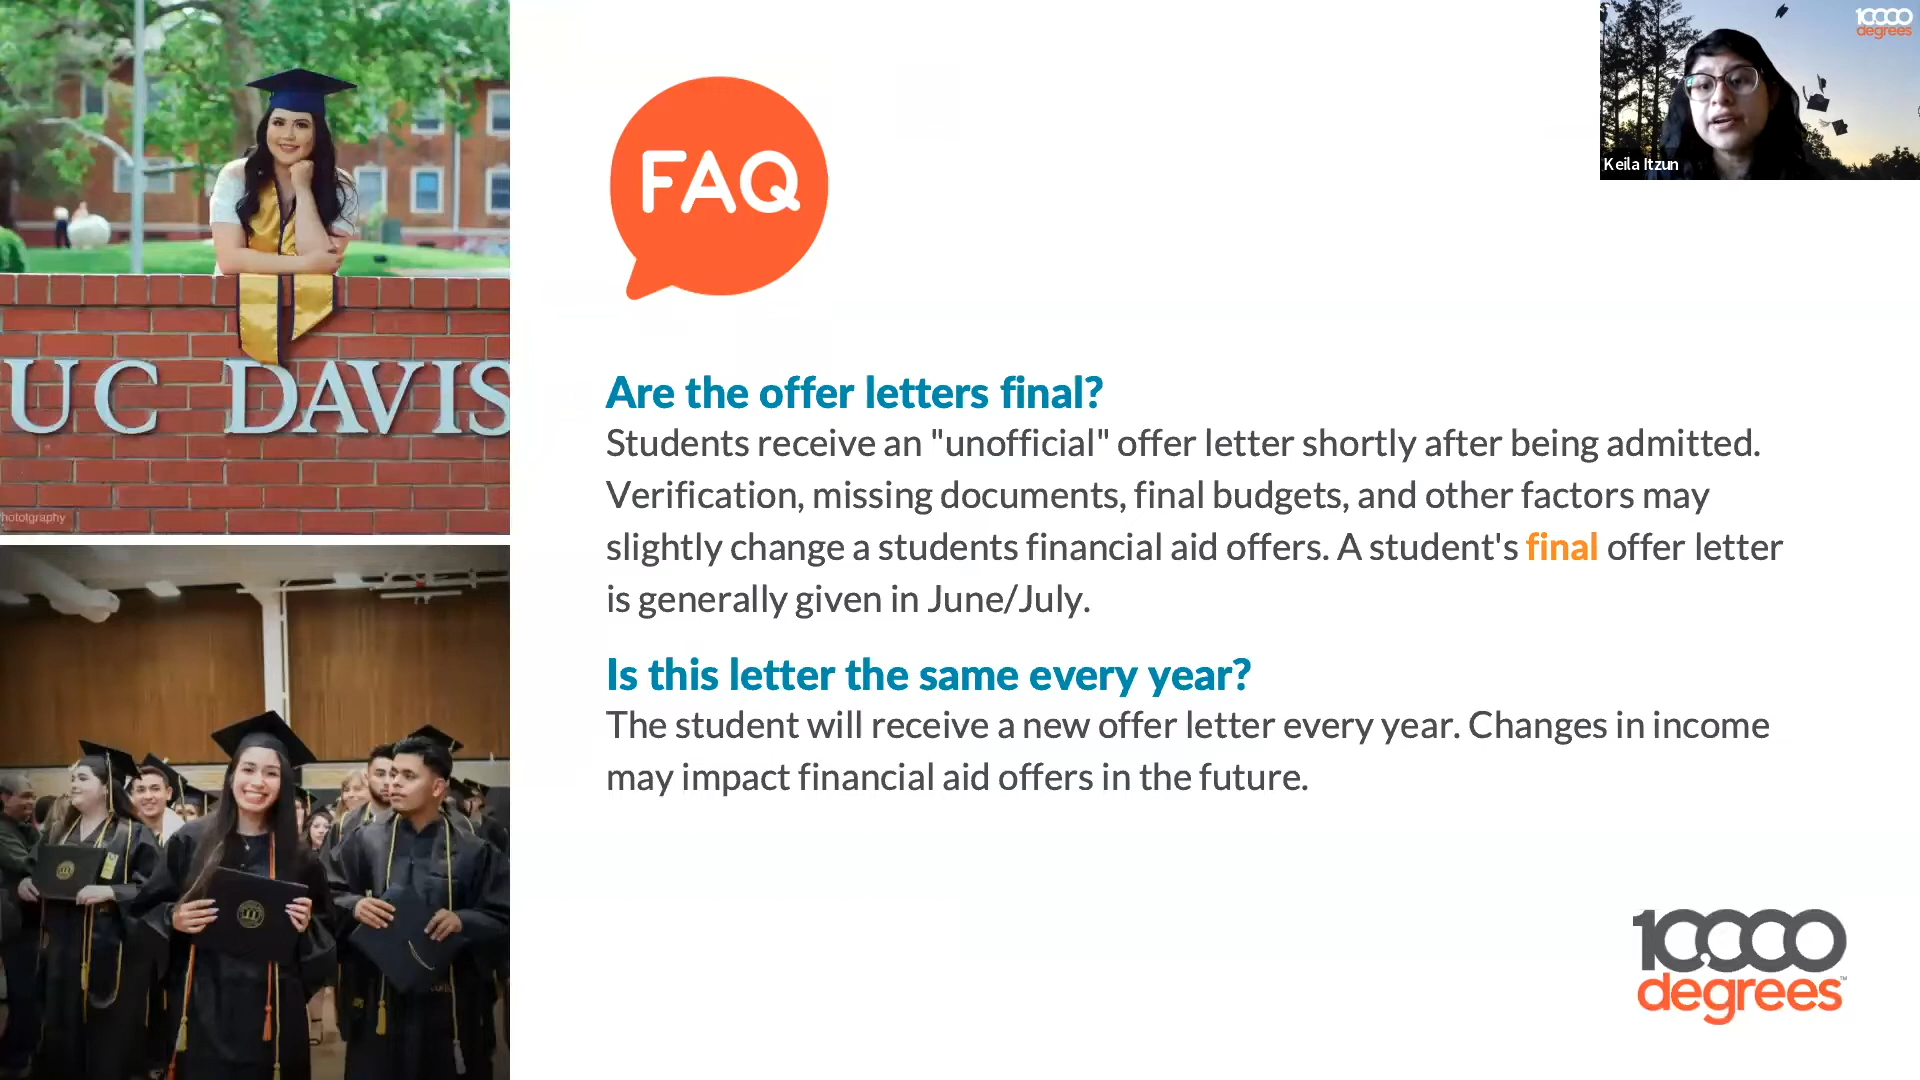 UC DAVIS
hototgraphy
FAQ
10000
degrees
Keila Itzun
Are the offer letters final?
Students receive an "unofficial" offer letter shortly after being admitted.
Verification, missing documents, final budgets, and other factors may
slightly change a students financial aid offers. A student's final offer letter
is generally given in June/July.
Is this letter the same every year?
The student will receive a new offer letter every year. Changes in income
may impact financial aid offers in the future.
10,000
degrees™